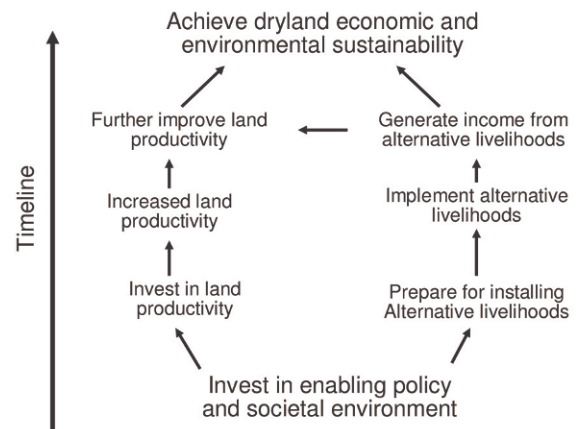 Achieve dryland economic and
environmental sustainability
Further improve land
productivity
Generate income from
alternative livelihoods
Increased land
productivity
Implement alternative
livelihoods
Invest in land
productivity
Prepare for installing
Alternative livelihoods
Invest in enabling policy
and societal environment
Timeline